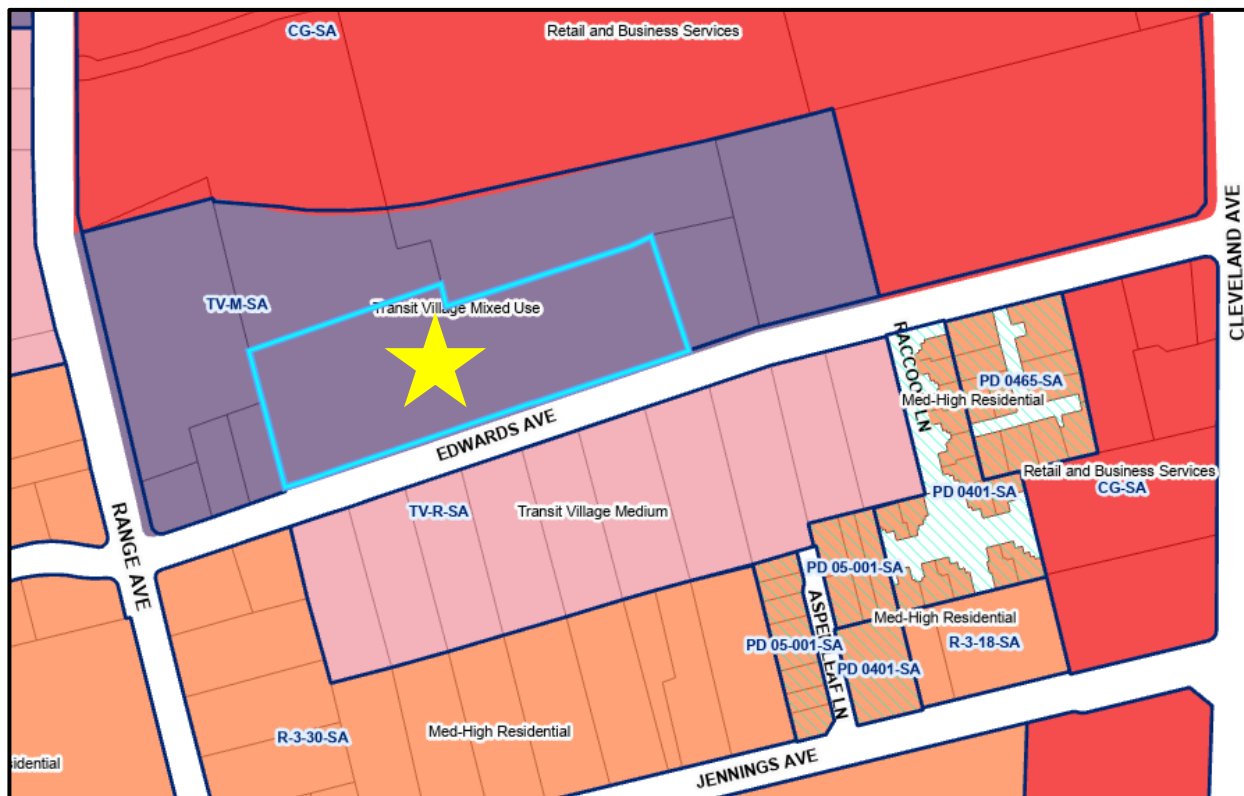 CG-SA
Retail and Business Services
CLEVELAND AVE
TV-M-SA
Transit Village Mixed Use
EDWARDS AVE
RACCOON LN
PD 0465-SA
Med-High Residential
Retail and Business Services
CG-SA
PD 0401-SA
TV-R-SA
Transit Village Medium
RANGE AVE
PD 05-001-SA
ASPEN LEAF LN
Med-High Residential
R-3-18-SA
PD 05-001-SA
PD 0401-SA
Med-High Residential
R-3-30-SA
sidential
JENNINGS AVE